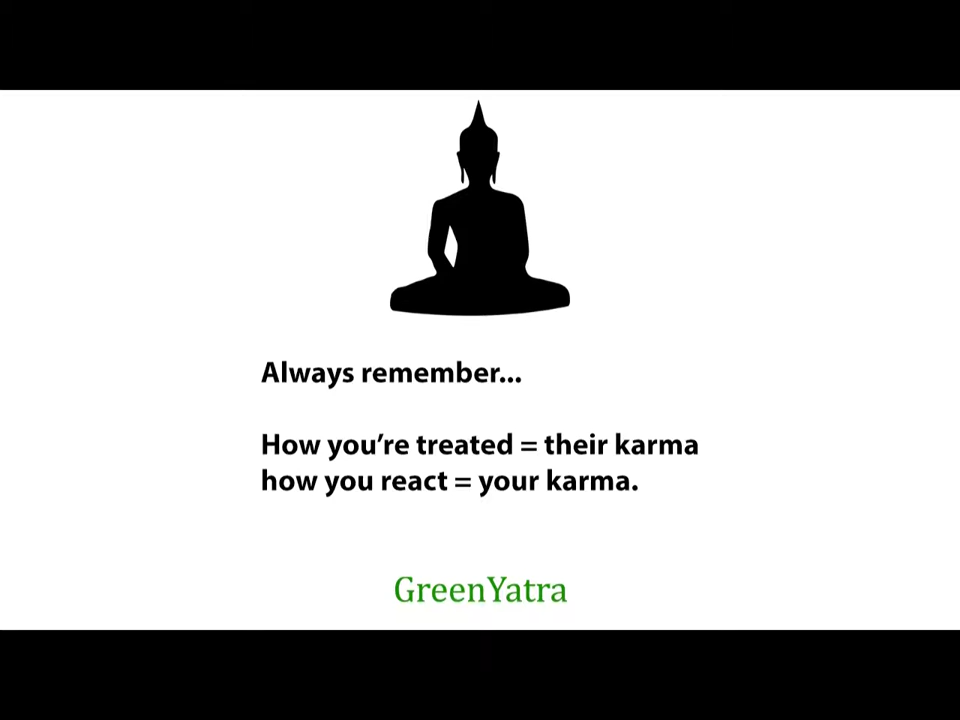 Always remember...
How you’re treated = their karma
how you react = your karma.
GreenYatra